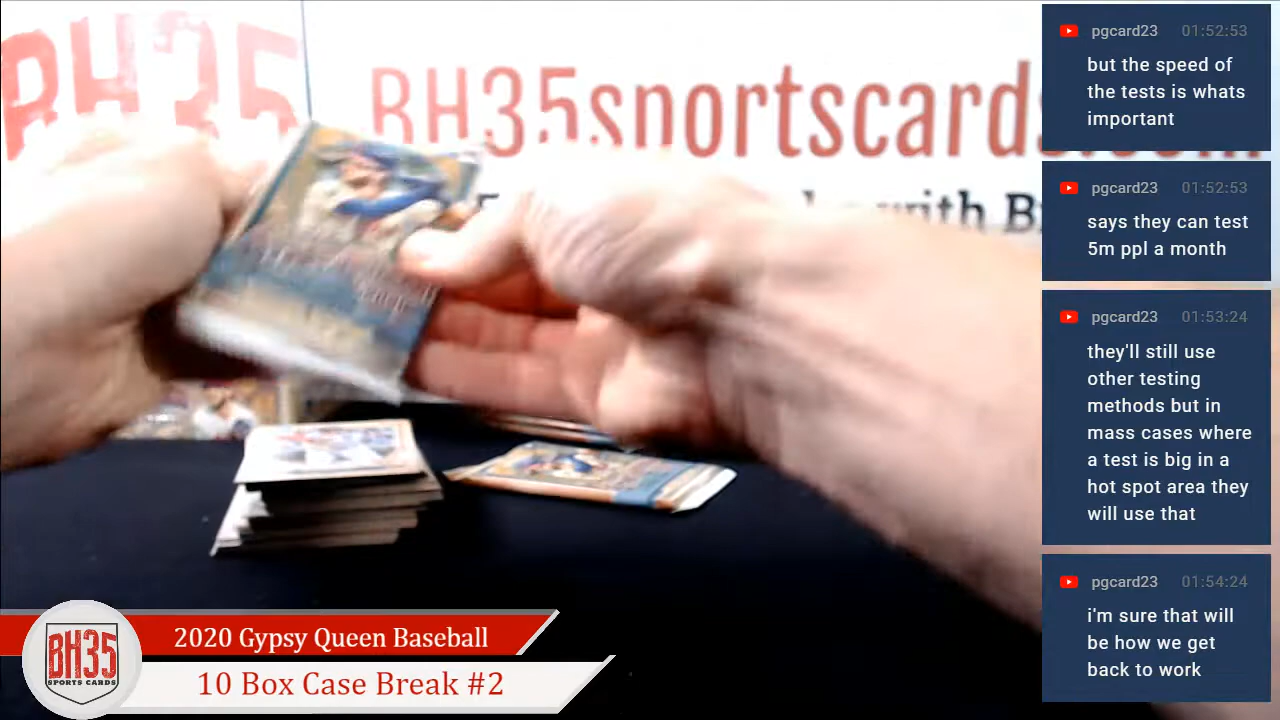 BH35
BH35sportscards.com
with Br
pgcard23 01:52:53
but the speed of
the tests is whats
important
pgcard23 01:52:53
says they can test
5m ppl a month
pgcard23 01:53:24
they'll still use
other testing
methods but in
mass cases where
a test is big in a
hot spot area they
will use that
pgcard23 01:54:24
i'm sure that will
be how we get
back to work
BH35
SPORTS CARDS
2020 Gypsy Queen Baseball
10 Box Case Break #2